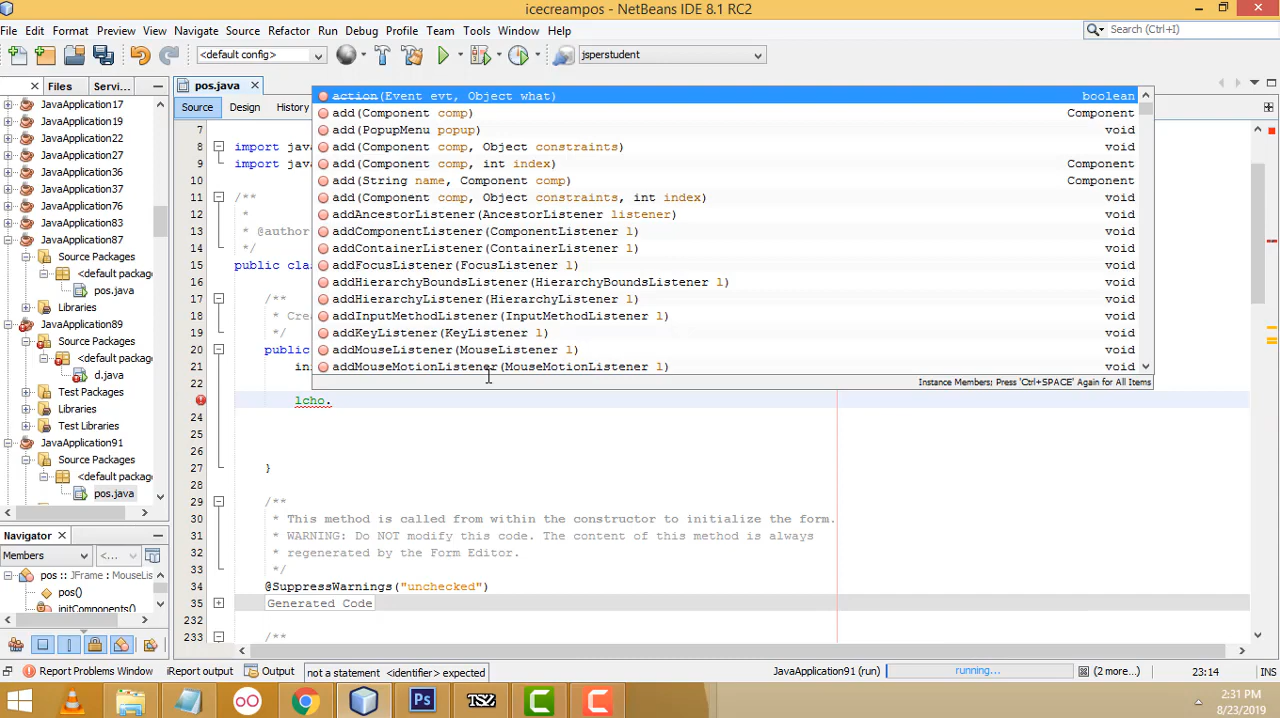 icecreampos - NetBeans IDE 8.1 RC2
File Edit Format Preview View Navigate Source Refactor Run Debug Profile Team Tools Window Help
Search (Ctrl+I)
<default config>
jsperstudent
Files Servi...
pos.java
Source Design History
JavaApplication17
JavaApplication19
JavaApplication22
JavaApplication27
JavaApplication36
JavaApplication37
JavaApplication76
JavaApplication83
JavaApplication87
Source Packages
<default packag
pos.java
Libraries
JavaApplication89
Source Packages
<default packag
d.java
Test Packages
Libraries
Test Libraries
JavaApplication91
Source Packages
<default packag
pos.java
Navigator
Members
<...
pos :: JFrame : MouseLis
pos()
initComponents()
action(Event evt, Object what) boolean
add(Component comp) Component
add(PopupMenu popup) void
add(Component comp, Object constraints) void
add(Component comp, int index) Component
add(String name, Component comp) Component
add(Component comp, Object constraints, int index) void
addAncestorListener(AncestorListener listener) void
addComponentListener(ComponentListener l) void
addContainerListener(ContainerListener l) void
addFocusListener(FocusListener l) void
addHierarchyBoundsListener(HierarchyBoundsListener l) void
addHierarchyListener(HierarchyListener l) void
addInputMethodListener(InputMethodListener l) void
addKeyListener(KeyListener l) void
addMouseListener(MouseListener l) void
addMouseMotionListener(MouseMotionListener l) void
Instance Members; Press 'Ctrl+SPACE' Again for All Items
7
8 import jav
9 import jav
10
11 /**
12 *
13 * @author
14 */
15 public clas
16
17 /**
18 * Crea
19 */
20 public
21 in
22
lcho.
24
25
26
27 }
28
29 /**
30 * This method is called from within the constructor to initialize the form.
31 * WARNING: Do NOT modify this code. The content of this method is always
32 * regenerated by the Form Editor.
33 */
34 @SuppressWarnings("unchecked")
35 Generated Code
232
233 /**
Report Problems Window iReport output Output not a statement <identifier> expected JavaApplication91 (run) running... (2 more...) 23:14 INS
Ps TSZ C C
2:31 PM
8/23/2019